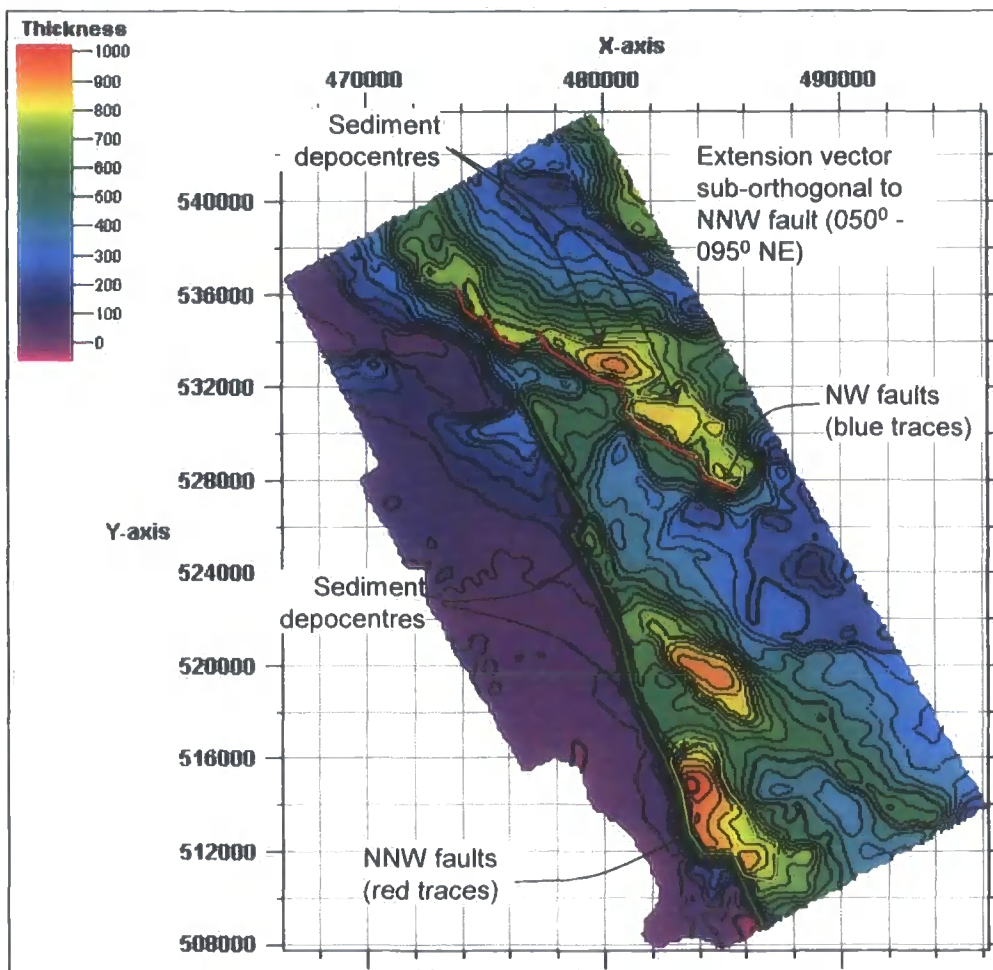 Thickness
1000
900
800
700
600
500
400
300
200
100
0
X-axis
470000
480000
490000
Sediment
depocentres
Extension vector
sub-orthogonal to
NNW fault (050⁰ -
095⁰ NE)
540000
536000
532000
528000
Y-axis
524000
520000
516000
512000
508000
NW faults
(blue traces)
Sediment
depocentres
NNW faults
(red traces)